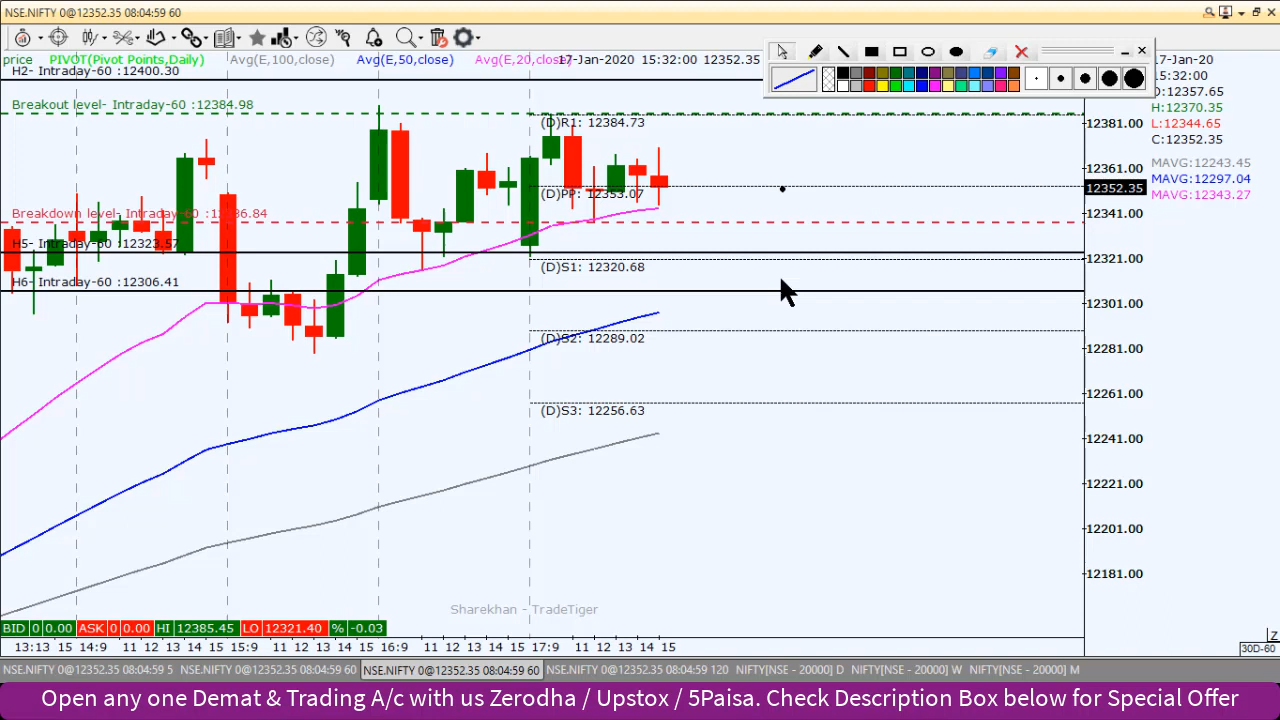 NSE.NIFTY 0@12352.35 08:04:59 60
price PIVOT(Pivot Points,Daily) Avg(E,100,close) Avg(E,50,close) Avg(E,20,close) 17-Jan-2020 15:32:00 12352.35
17-Jan-20
15:32:00
O:12357.65
H:12370.35
L:12344.65
C:12352.35
MAVG:12243.45
MAVG:12297.04
MAVG:12343.27
H2- Intraday-60 :12400.30
Breakout level- Intraday-60 :12384.98
(D)R1: 12384.73
(D)PP: 12353.07
Breakdown level- Intraday-60
H5- Intraday-60 :12323.57
(D)S1: 12320.68
H6- Intraday-60 :12306.41
(D)S2: 12289.02
(D)S3: 12256.63
12381.00
12361.00
12352.35
12341.00
12321.00
12301.00
12281.00
12261.00
12241.00
12221.00
12201.00
12181.00
Sharekhan - TradeTiger
BID 0 0.00 ASK 0 0.00 HI 12385.45 LO 12321.40 % -0.03
13:13 15 14:9 11 12 13 14 15:9 11 12 13 14 16:9 11 12 13 14 15 17:9 11 12 13 14 15
Z
30D-60
NSE.NIFTY 0@12352.35 08:04:59 5 NSE.NIFTY 0@12352.35 08:04:59 60 NSE.NIFTY 0@12352.35 08:04:59 60 NSE.NIFTY 0@12352.35 08:04:59 120 NIFTY[NSE - 20000] D NIFTY[NSE - 20000] W NIFTY[NSE - 20000] M
Open any one Demat & Trading A/c with us Zerodha / Upstox / 5Paisa. Check Description Box below for Special Offer